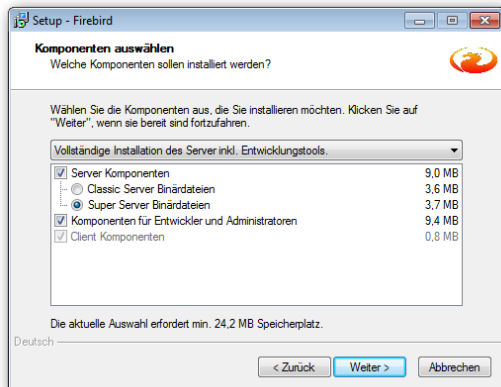 Setup - Firebird
Komponenten auswählen
Welche Komponenten sollen installiert werden?
Wählen Sie die Komponenten aus, die Sie installieren möchten. Klicken Sie auf
"Weiter", wenn sie bereit sind fortzufahren.
Vollständige Installation des Server inkl. Entwicklungstools.
Server Komponenten 9,0 MB
Classic Server Binärdateien 3,6 MB
Super Server Binärdateien 3,7 MB
Komponenten für Entwickler und Administratoren 9,4 MB
Client Komponenten 0,8 MB
Die aktuelle Auswahl erfordert min. 24,2 MB Speicherplatz.
Deutsch
< Zurück Weiter > Abbrechen